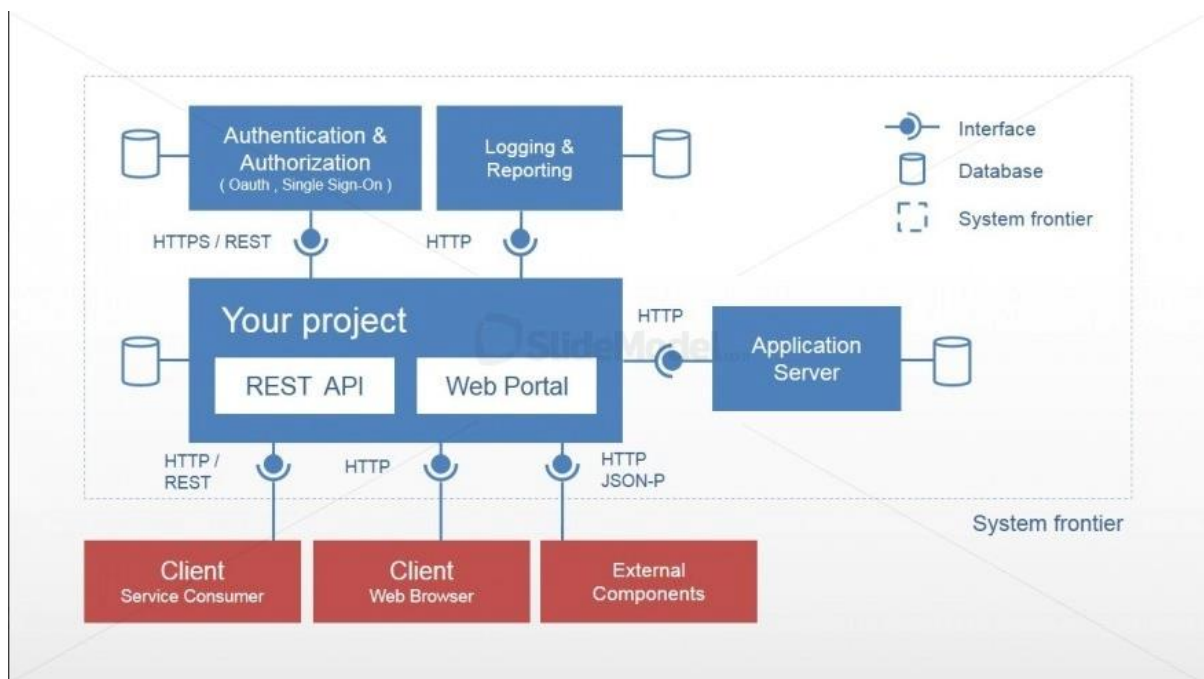 Authentication &
Authorization
( Oauth , Single Sign-On )
Logging &
Reporting
Interface
Database
System frontier
HTTPS / REST
HTTP
Your project
REST API
Web Portal
SlideModel
HTTP
Application
Server
HTTP /
REST
HTTP
HTTP
JSON-P
System frontier
Client
Service Consumer
Client
Web Browser
External
Components